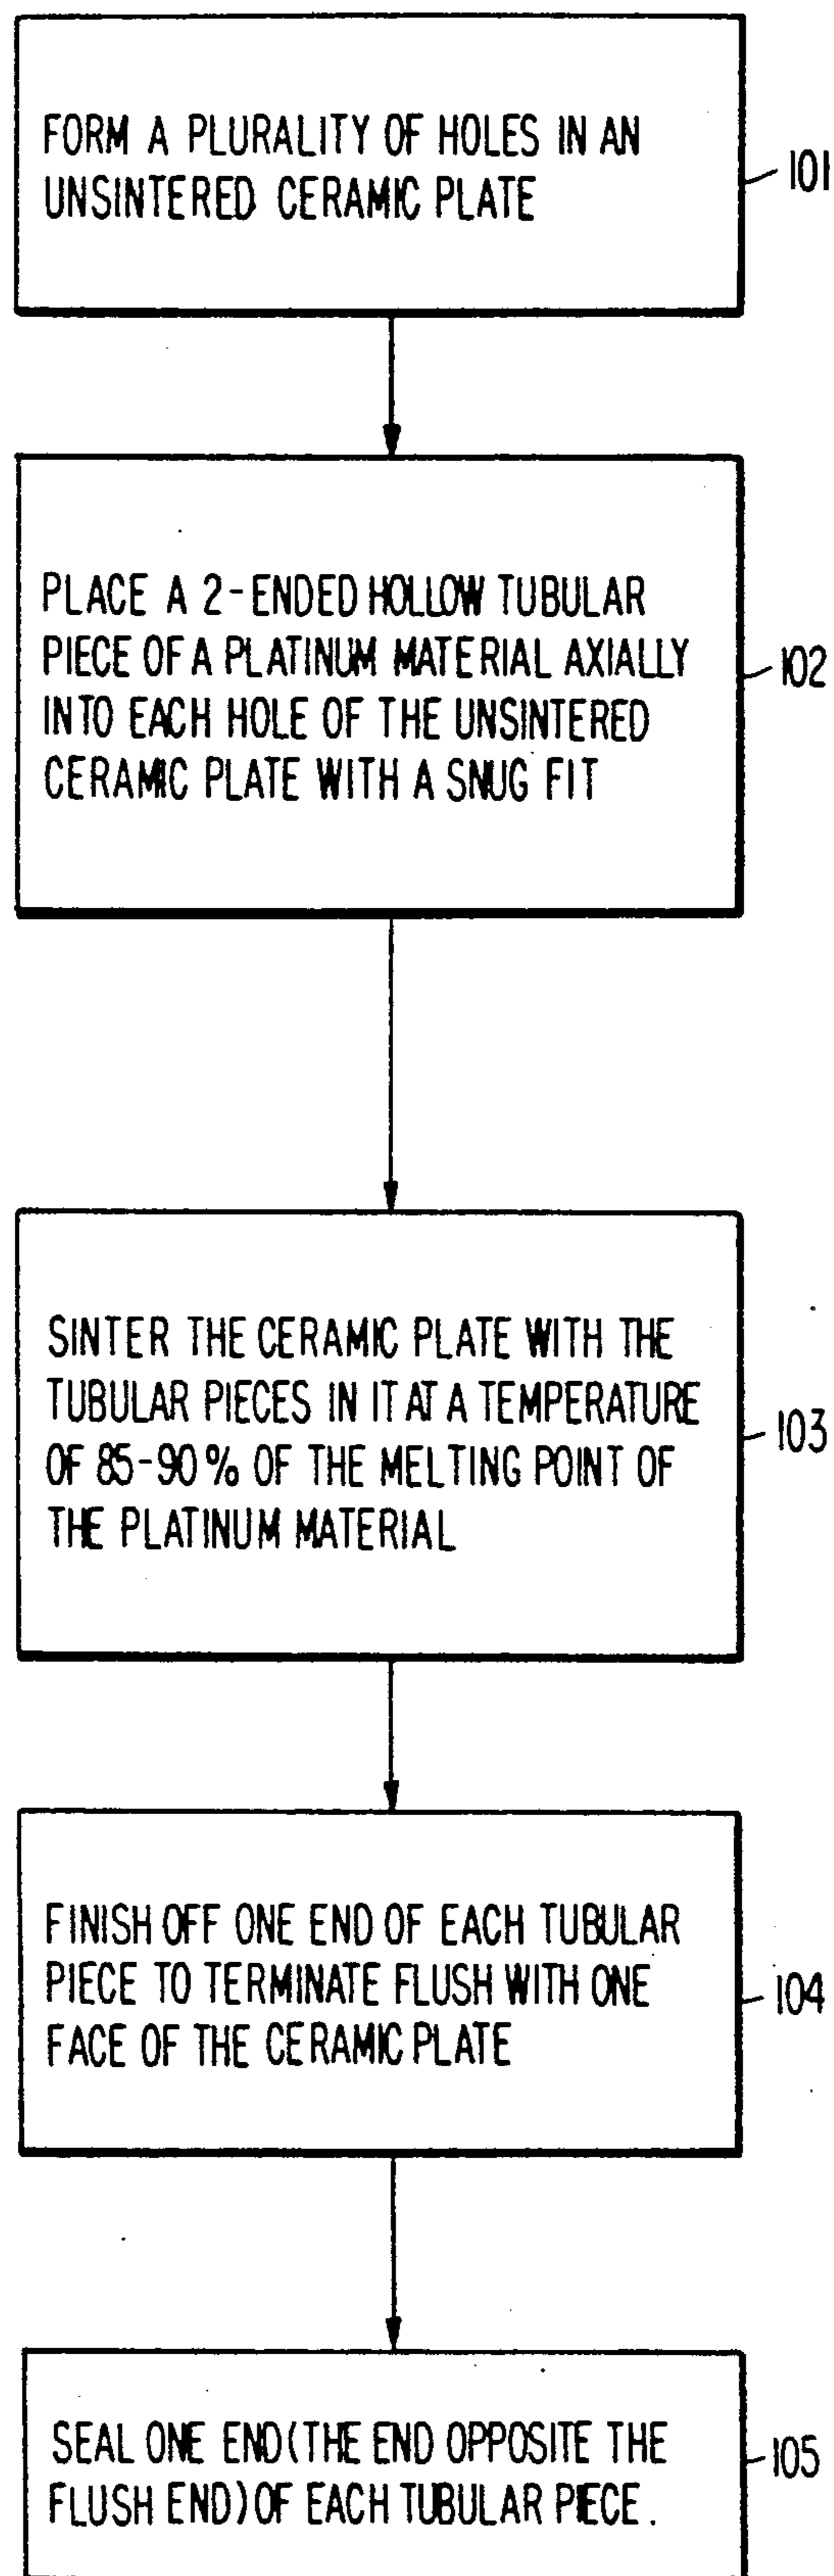 FORM A PLURALITY OF HOLES IN AN
UNSINTERED CERAMIC PLATE
101
PLACE A 2-ENDED HOLLOW TUBULAR
PIECE OF A PLATINUM MATERIAL AXIALLY
INTO EACH HOLE OF THE UNSINTERED
CERAMIC PLATE WITH A SNUG FIT
102
SINTER THE CERAMIC PLATE WITH THE
TUBULAR PIECES IN IT AT A TEMPERATURE
OF 85-90% OF THE MELTING POINT OF
THE PLATINUM MATERIAL
103
FINISH OFF ONE END OF EACH TUBULAR
PIECE TO TERMINATE FLUSH WITH ONE
FACE OF THE CERAMIC PLATE
104
SEAL ONE END (THE END OPPOSITE THE
FLUSH END) OF EACH TUBULAR PIECE.
105